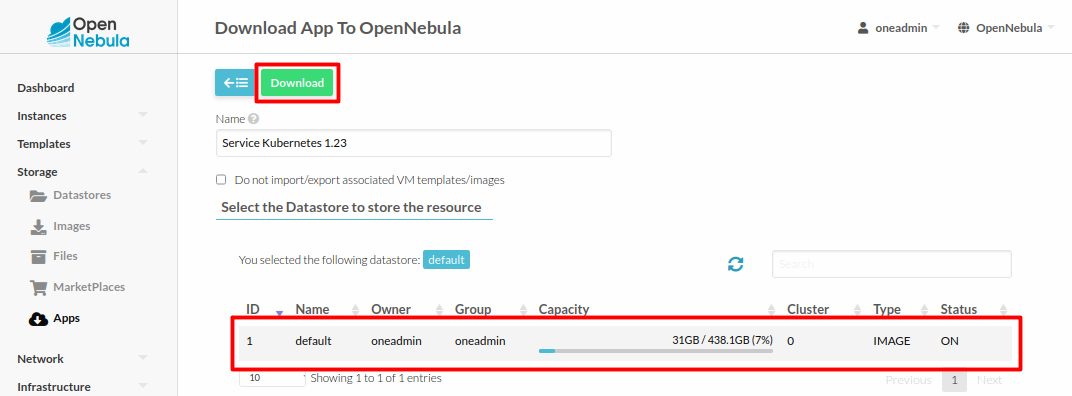 Open
Nebula
Download App To OpenNebula
oneadmin
OpenNebula
Dashboard
Instances
Templates
Storage
Datastores
Images
Files
MarketPlaces
Apps
Network
Infrastructure
Download
Name
Service Kubernetes 1.23
Do not import/export associated VM templates/images
Select the Datastore to store the resource
You selected the following datastore: default
Search
ID Name Owner Group Capacity Cluster TYPE Status
1 default oneadmin oneadmin 31GB / 438.1GB (7%) 0 IMAGE ON
10 Showing 1 to 1 of 1 entries
Previous 1 Next